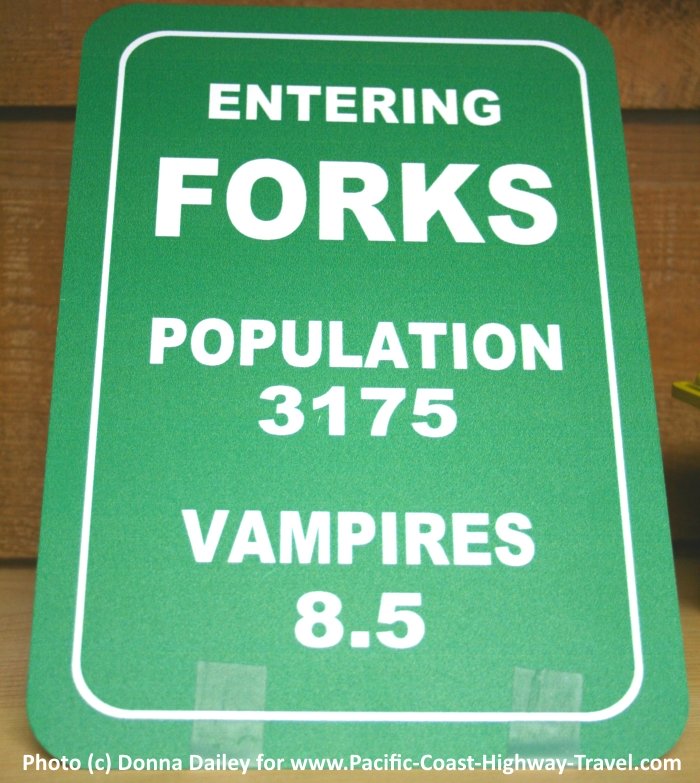 ENTERING
FORKS
POPULATION
3175
VAMPIRES
8.5
Photo (c) Donna Dailey for www.Pacific-Coast-Highway-Travel.com